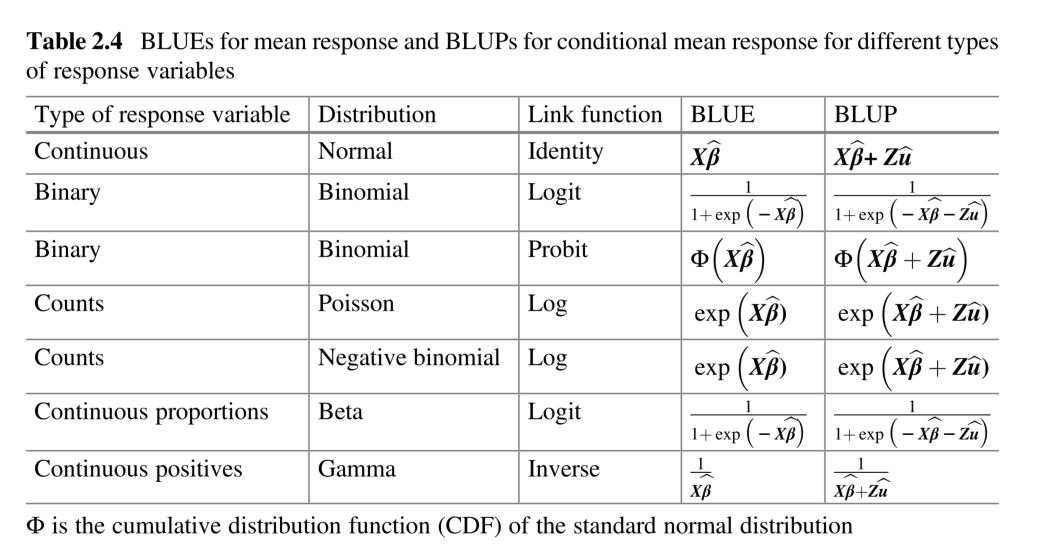 Table 2.4 BLUEs for mean response and BLUPs for conditional mean response for different types
of response variables
Type of response variable Distribution Link function BLUE BLUP
Continuous Normal Identity $\boldsymbol{X}\widehat{\boldsymbol{\beta}}$ $\boldsymbol{X}\widehat{\boldsymbol{\beta}} + \boldsymbol{Z}\widehat{\boldsymbol{u}}$
Binary Binomial Logit $\frac{1}{1+\exp\left(-\boldsymbol{X}\widehat{\boldsymbol{\beta}}\right)}$ $\frac{1}{1+\exp\left(-\boldsymbol{X}\widehat{\boldsymbol{\beta}}-\boldsymbol{Z}\widehat{\boldsymbol{u}}\right)}$
Binary Binomial Probit $\Phi\left(\boldsymbol{X}\widehat{\boldsymbol{\beta}}\right)$ $\Phi\left(\boldsymbol{X}\widehat{\boldsymbol{\beta}}+\boldsymbol{Z}\widehat{\boldsymbol{u}}\right)$
Counts Poisson Log $\exp\left(\boldsymbol{X}\widehat{\boldsymbol{\beta}}\right)$ $\exp\left(\boldsymbol{X}\widehat{\boldsymbol{\beta}}+\boldsymbol{Z}\widehat{\boldsymbol{u}}\right)$
Counts Negative binomial Log $\exp\left(\boldsymbol{X}\widehat{\boldsymbol{\beta}}\right)$ $\exp\left(\boldsymbol{X}\widehat{\boldsymbol{\beta}}+\boldsymbol{Z}\widehat{\boldsymbol{u}}\right)$
Continuous proportions Beta Logit $\frac{1}{1+\exp\left(-\boldsymbol{X}\widehat{\boldsymbol{\beta}}\right)}$ $\frac{1}{1+\exp\left(-\boldsymbol{X}\widehat{\boldsymbol{\beta}}-\boldsymbol{Z}\widehat{\boldsymbol{u}}\right)}$
Continuous positives Gamma Inverse $\frac{1}{\boldsymbol{X}\widehat{\boldsymbol{\beta}}}$ $\frac{1}{\boldsymbol{X}\widehat{\boldsymbol{\beta}}+\boldsymbol{Z}\widehat{\boldsymbol{u}}}$
Φ is the cumulative distribution function (CDF) of the standard normal distribution